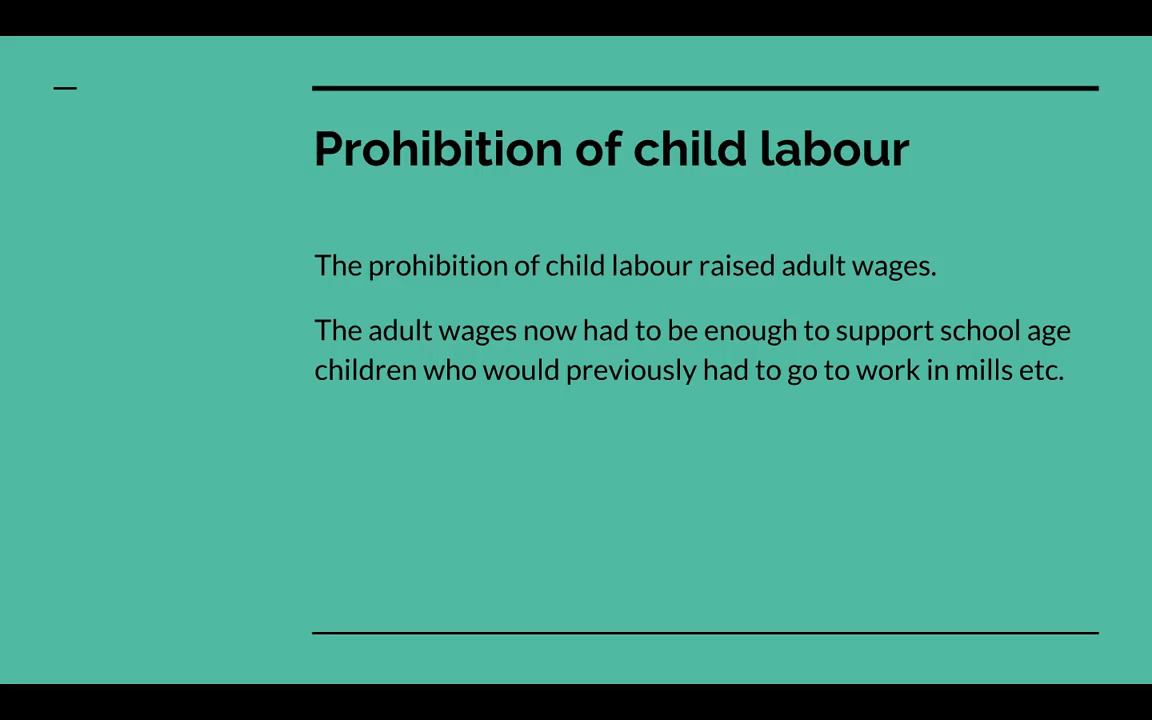 Prohibition of child labour
The prohibition of child labour raised adult wages.
The adult wages now had to be enough to support school age
children who would previously had to go to work in mills etc.